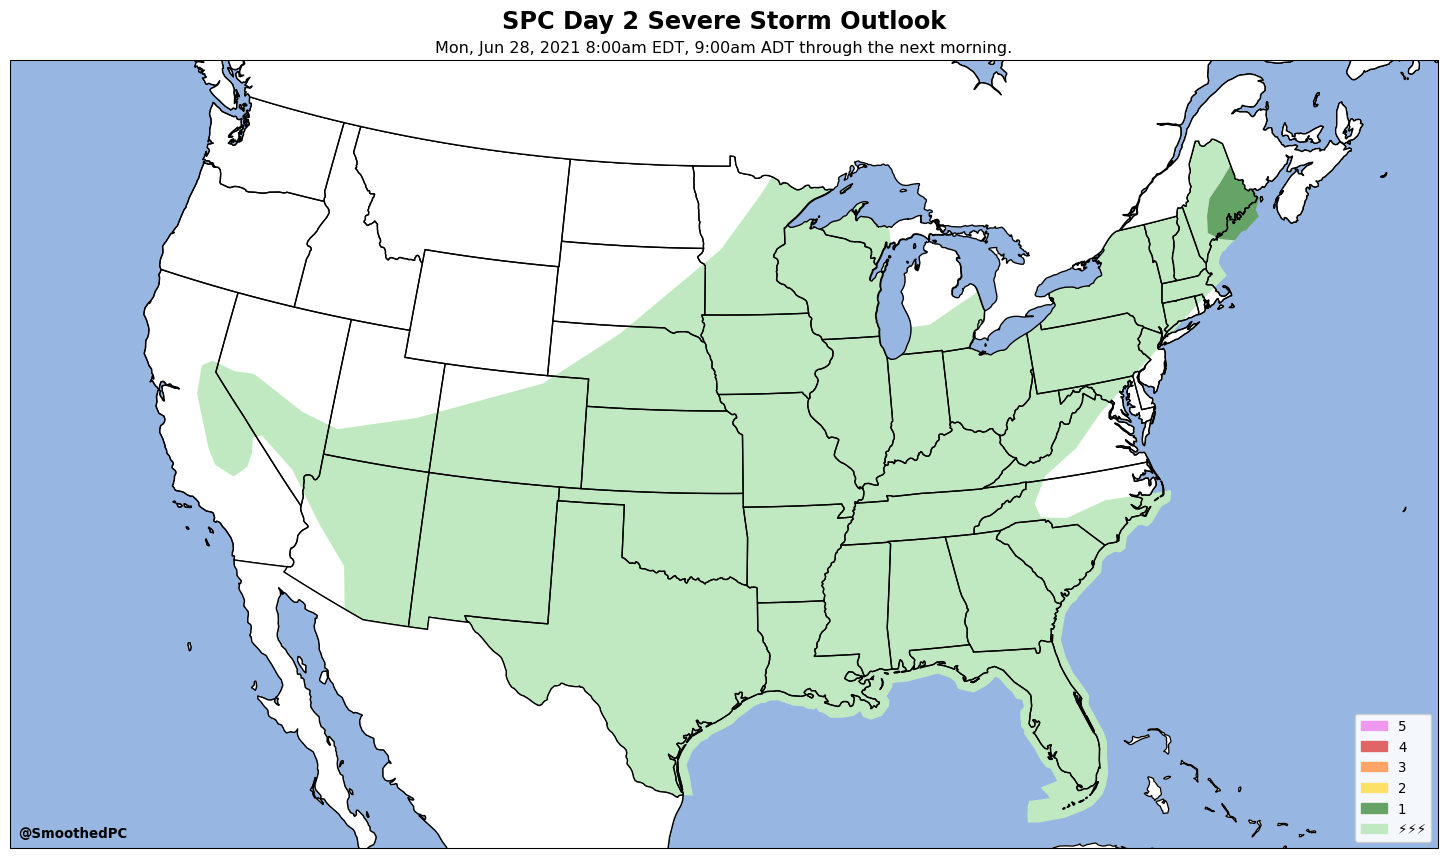 SPC Day 2 Severe Storm Outlook
Mon, Jun 28, 2021 8:00am EDT, 9:00am ADT through the next morning.
5
4
3
2
1
⚡⚡⚡
@SmoothedPC